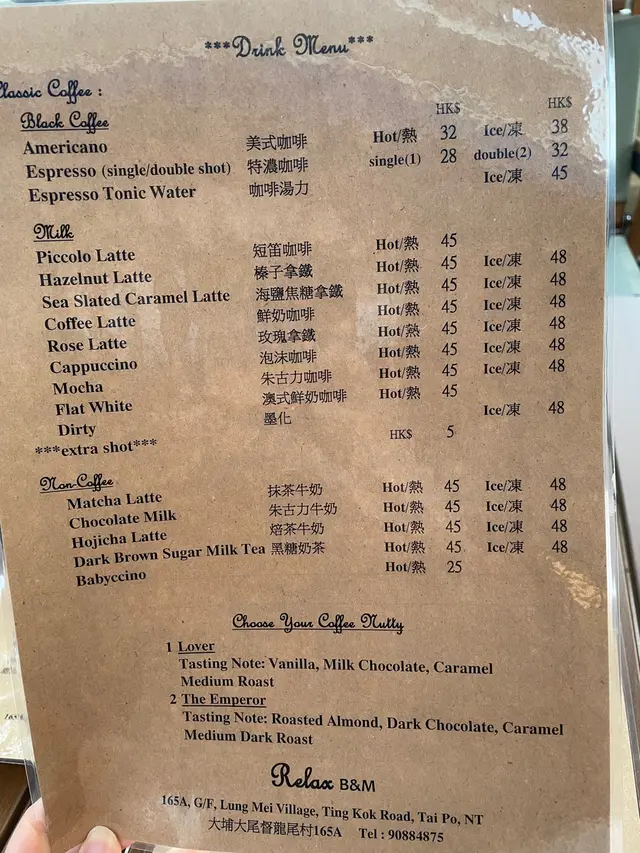 ***Drink Menu***
Classic Coffee :
HK$ HK$
Black Coffee
Americano 美式咖啡 Hot/熱 32 Ice/凍 38
Espresso (single/double shot) 特濃咖啡 single(1) 28 double(2) 32
Espresso Tonic Water 咖啡湯力 Ice/凍 45
Milk
Piccolo Latte 短笛咖啡 Hot/熱 45
Hazelnut Latte 榛子拿鐵 Hot/熱 45 Ice/凍 48
Sea Slated Caramel Latte 海鹽焦糖拿鐵 Hot/熱 45 Ice/凍 48
Coffee Latte 鮮奶咖啡 Hot/熱 45 Ice/凍 48
Rose Latte 玫瑰拿鐵 Hot/熱 45 Ice/凍 48
Cappuccino 泡沫咖啡 Hot/熱 45 Ice/凍 48
Mocha 朱古力咖啡 Hot/熱 45 Ice/凍 48
Flat White 澳式鮮奶咖啡 Hot/熱 45
Dirty 墨化 Ice/凍 48
***extra shot*** HK$ 5
Non-Coffee
Matcha Latte 抹茶牛奶 Hot/熱 45 Ice/凍 48
Chocolate Milk 朱古力牛奶 Hot/熱 45 Ice/凍 48
Hojicha Latte 焙茶牛奶 Hot/熱 45 Ice/凍 48
Dark Brown Sugar Milk Tea 黑糖奶茶 Hot/熱 45 Ice/凍 48
Babyccino Hot/熱 25
Choose Your Coffee Nutty
1 Lover
Tasting Note: Vanilla, Milk Chocolate, Caramel
Medium Roast
2 The Emperor
Tasting Note: Roasted Almond, Dark Chocolate, Caramel
Medium Dark Roast
Relax B&M
165A, G/F, Lung Mei Village, Ting Kok Road, Tai Po, NT
大埔大尾督龍尾村165A Tel : 90884875